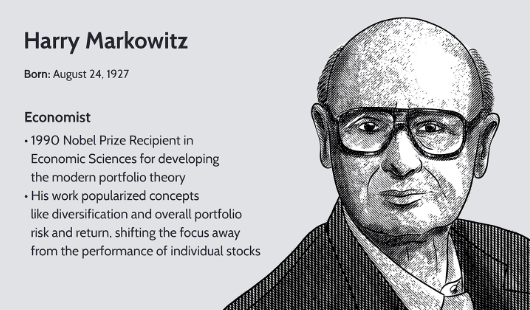 Harry Markowitz
Born: August 24, 1927
Economist
• 1990 Nobel Prize Recipient in
Economic Sciences for developing
the modern portfolio theory
• His work popularized concepts
like diversification and overall portfolio
risk and return, shifting the focus away
from the performance of individual stocks